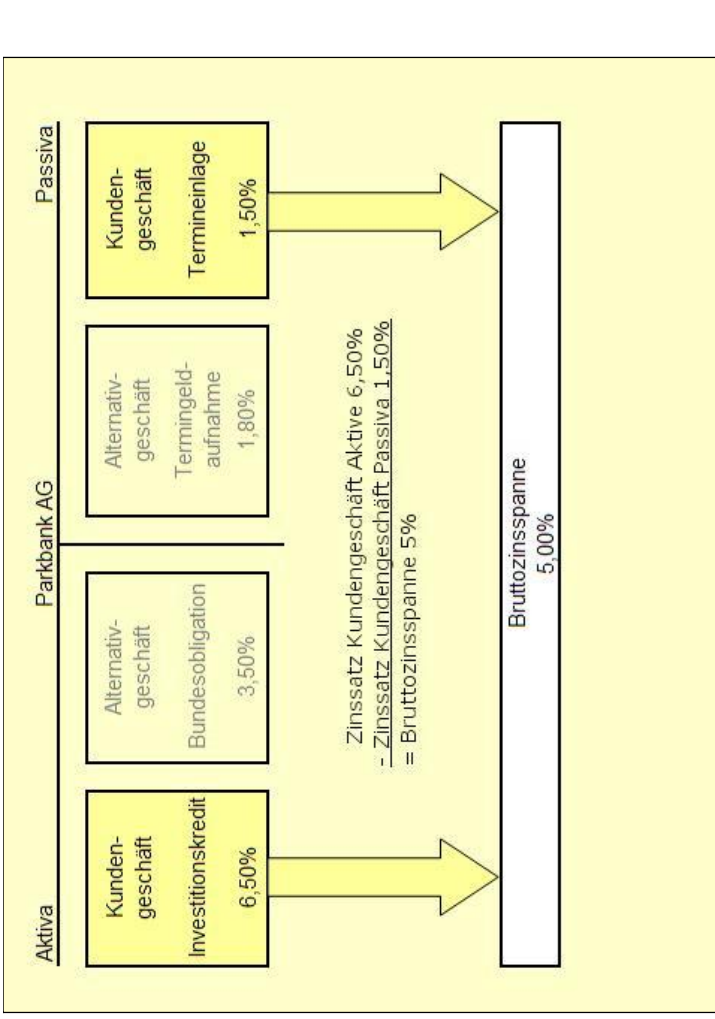 Aktiva
Parkbank AG
Passiva
Kunden-
geschäft
Investitionskredit
6,50%
Alternativ-
geschäft
Bundesobligation
3,50%
Alternativ-
geschäft
Termingeld-
aufnahme
1,80%
Kunden-
geschäft
Termineinlage
1,50%
Zinssatz Kundengeschäft Aktive 6,50%
- Zinssatz Kundengeschäft Passiva 1,50%
= Bruttozinsspanne 5%
Bruttozinsspanne
5,00%